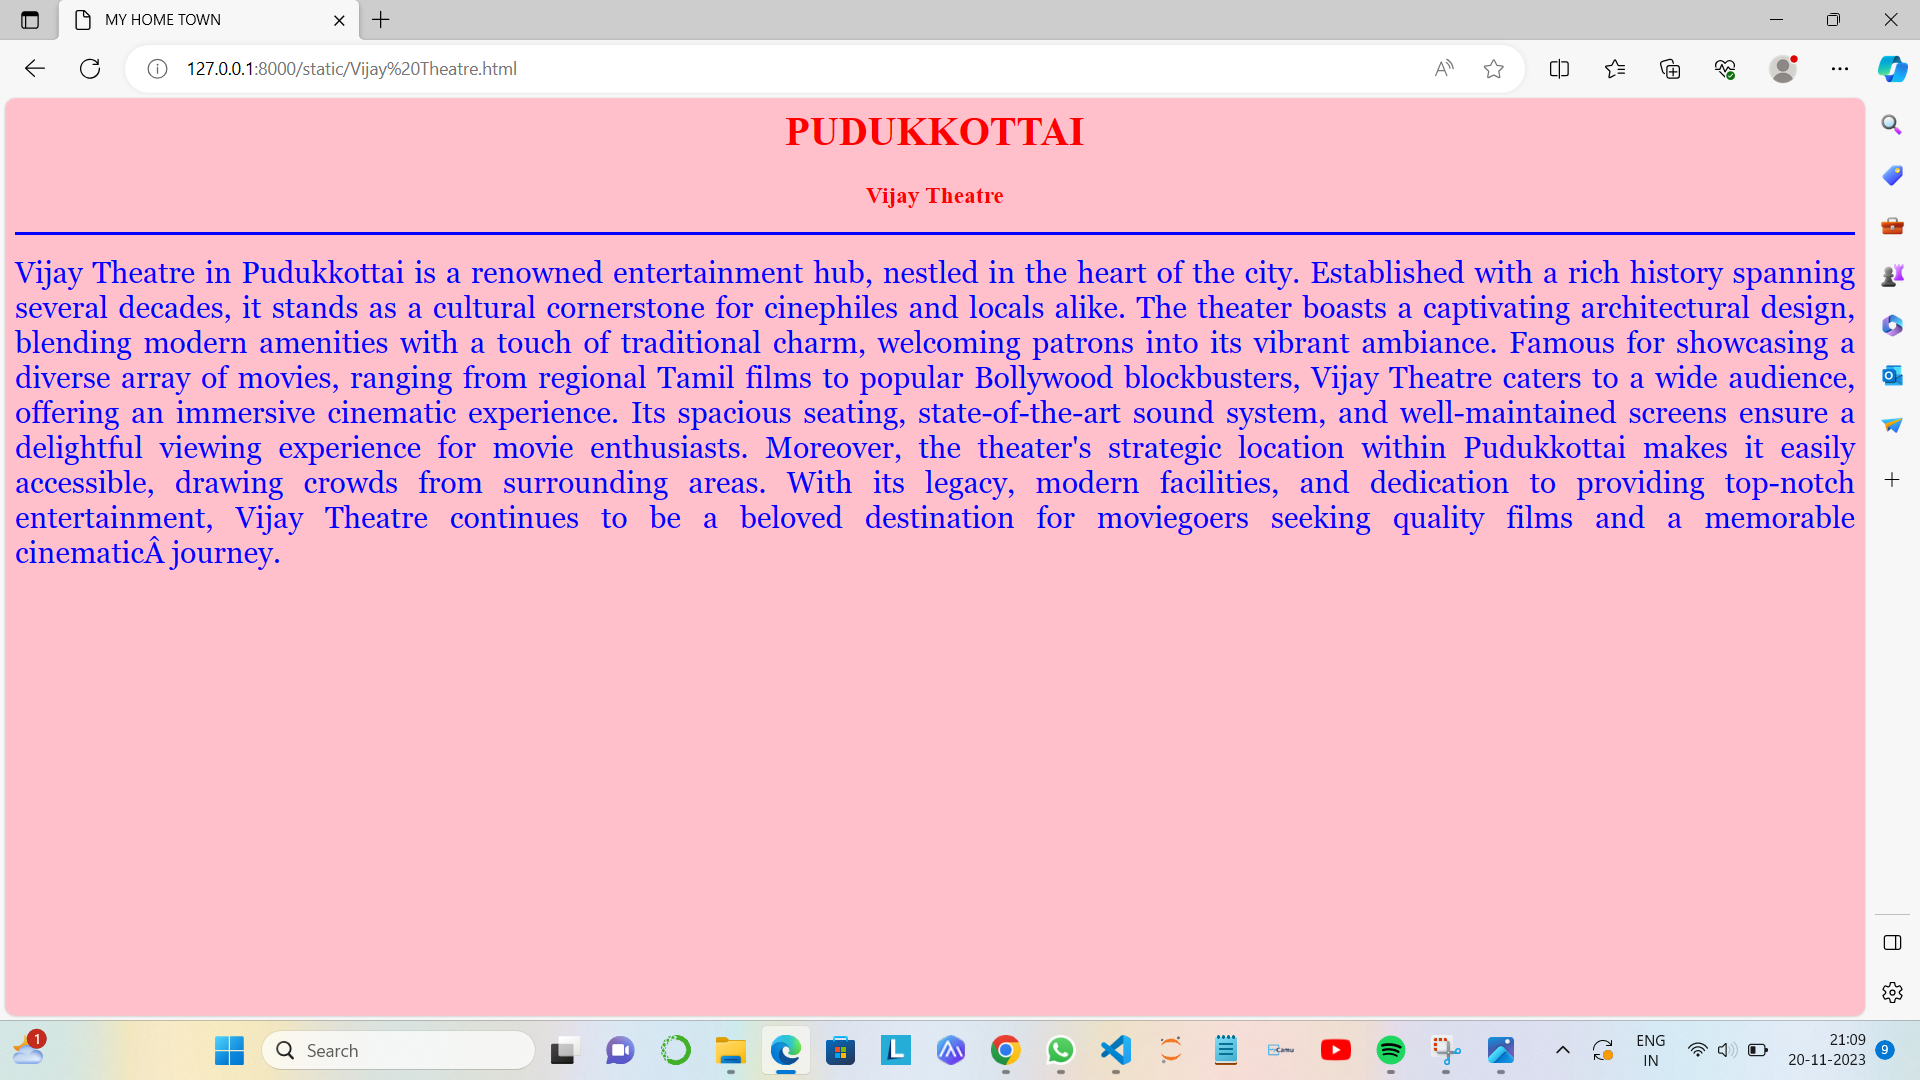 MY HOME TOWN
127.0.0.1:8000/static/Vijay%20Theatre.html
PUDUKKOTTAI
Vijay Theatre
Vijay Theatre in Pudukkottai is a renowned entertainment hub, nestled in the heart of the city. Established with a rich history spanning
several decades, it stands as a cultural cornerstone for cinephiles and locals alike. The theater boasts a captivating architectural design,
blending modern amenities with a touch of traditional charm, welcoming patrons into its vibrant ambiance. Famous for showcasing a
diverse array of movies, ranging from regional Tamil films to popular Bollywood blockbusters, Vijay Theatre caters to a wide audience,
offering an immersive cinematic experience. Its spacious seating, state-of-the-art sound system, and well-maintained screens ensure a
delightful viewing experience for movie enthusiasts. Moreover, the theater's strategic location within Pudukkottai makes it easily
accessible, drawing crowds from surrounding areas. With its legacy, modern facilities, and dedication to providing top-notch
entertainment, Vijay Theatre continues to be a beloved destination for moviegoers seeking quality films and a memorable
cinematicÂ journey.
1
Search
Camu
ENG
IN
21:09
20-11-2023
9